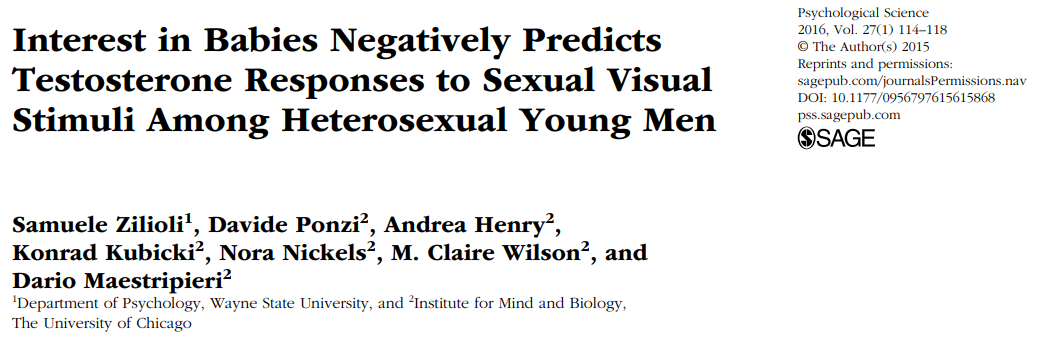 Interest in Babies Negatively Predicts
Testosterone Responses to Sexual Visual
Stimuli Among Heterosexual Young Men
Psychological Science
2016, Vol. 27(1) 114–118
© The Author(s) 2015
Reprints and permissions:
sagepub.com/journalsPermissions.nav
DOI: 10.1177/0956797615615868
pss.sagepub.com
SAGE
Samuele Zilioli¹, Davide Ponzi², Andrea Henry²,
Konrad Kubicki², Nora Nickels², M. Claire Wilson², and
Dario Maestripieri²
¹Department of Psychology, Wayne State University, and ²Institute for Mind and Biology,
The University of Chicago